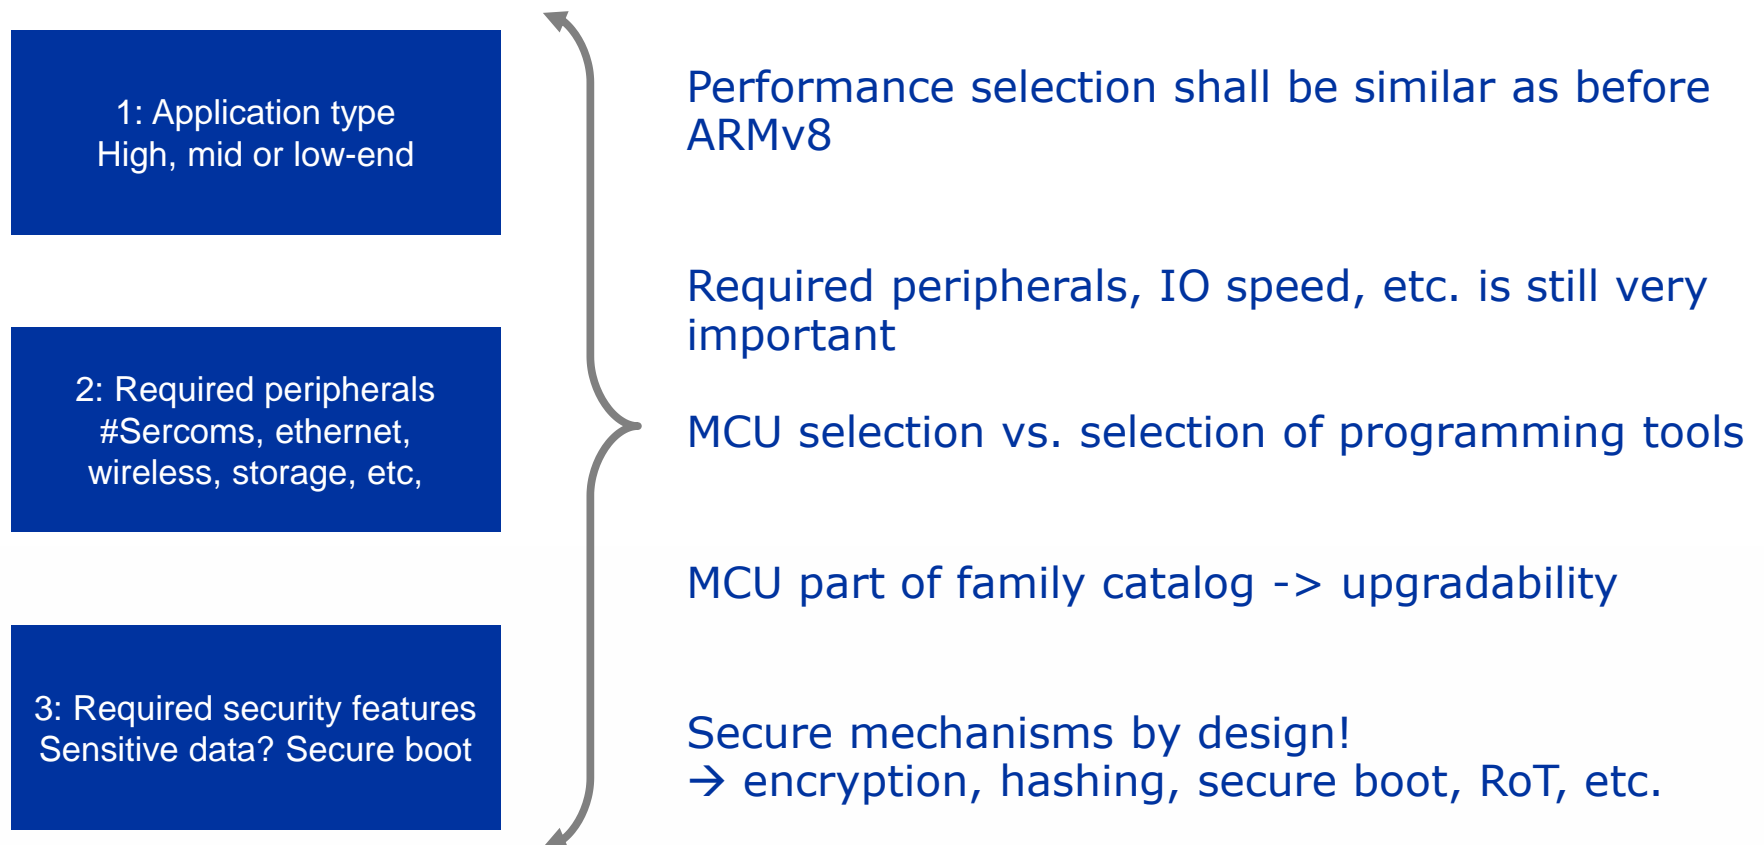 1: Application type
High, mid or low-end
2: Required peripherals
#Sercoms, ethernet,
wireless, storage, etc,
3: Required security features
Sensitive data? Secure boot
Performance selection shall be similar as before
ARMv8
Required peripherals, IO speed, etc. is still very
important
MCU selection vs. selection of programming tools
MCU part of family catalog -> upgradability
Secure mechanisms by design!
→ encryption, hashing, secure boot, RoT, etc.